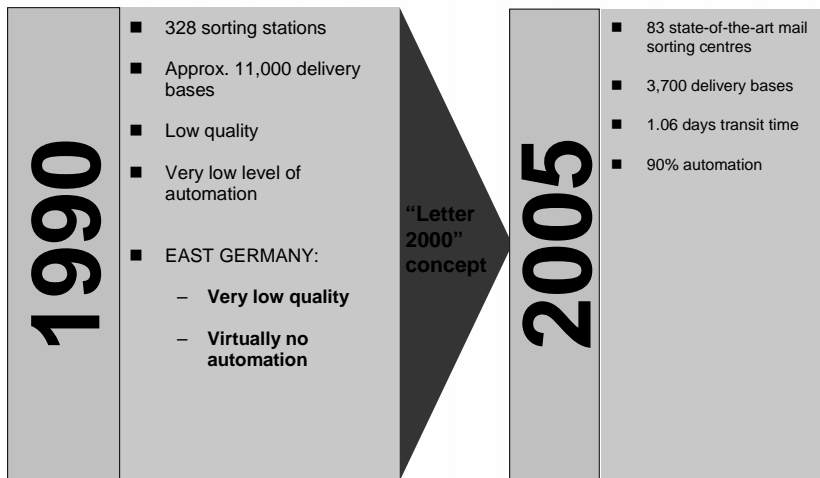 1990
■ 328 sorting stations
■ Approx. 11,000 delivery
bases
■ Low quality
■ Very low level of
automation
■ EAST GERMANY:
– Very low quality
– Virtually no
automation
“Letter
2000”
concept
2005
■ 83 state-of-the-art mail
sorting centres
■ 3,700 delivery bases
■ 1.06 days transit time
■ 90% automation